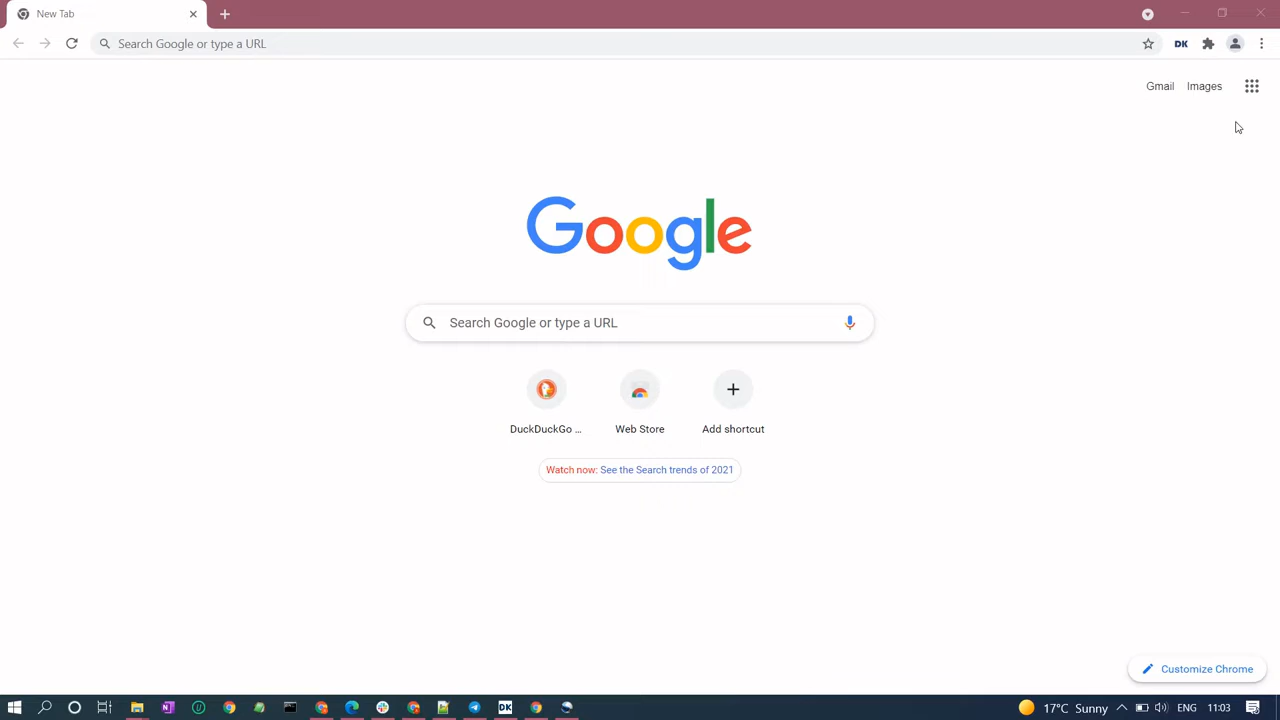 New Tab
Search Google or type a URL
DK
Gmail
Images
Google
Search Google or type a URL
DuckDuckGo ...
Web Store
Add shortcut
Watch now: See the Search trends of 2021
Customize Chrome
DK
17°C Sunny
ENG
11:03